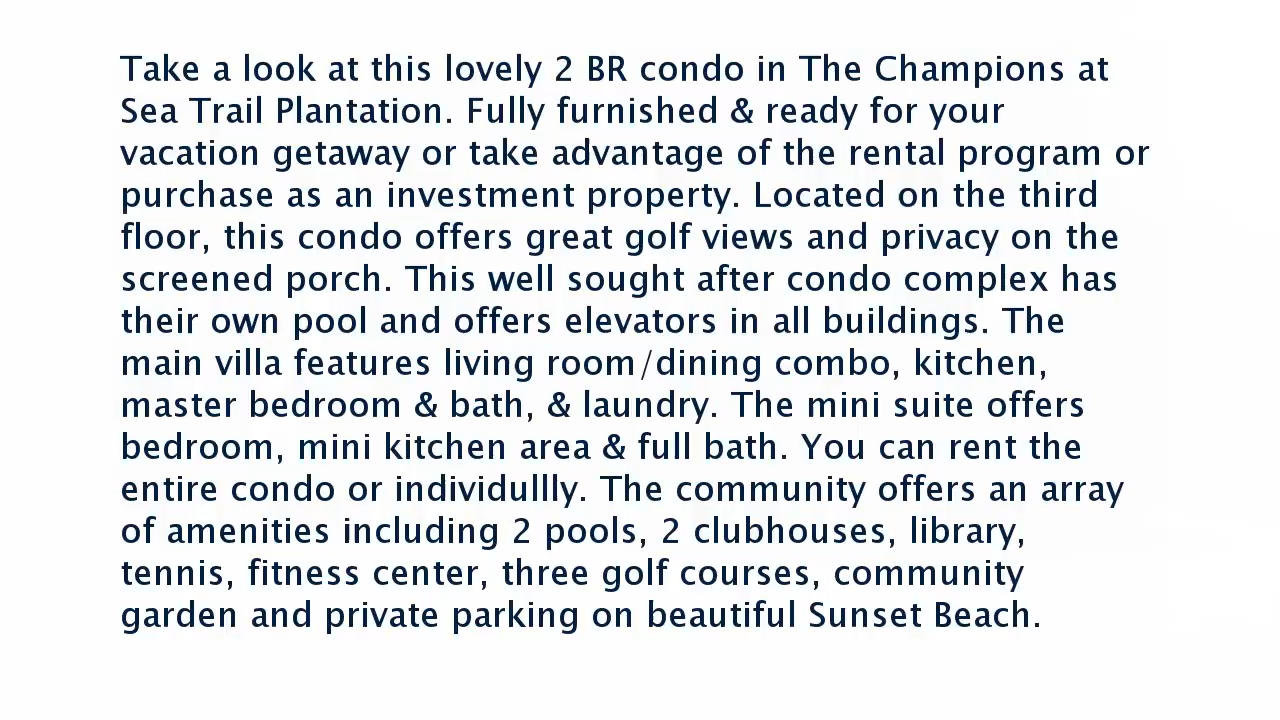 Take a look at this lovely 2 BR condo in The Champions at
Sea Trail Plantation. Fully furnished & ready for your
vacation getaway or take advantage of the rental program or
purchase as an investment property. Located on the third
floor, this condo offers great golf views and privacy on the
screened porch. This well sought after condo complex has
their own pool and offers elevators in all buildings. The
main villa features living room/dining combo, kitchen,
master bedroom & bath, & laundry. The mini suite offers
bedroom, mini kitchen area & full bath. You can rent the
entire condo or individullly. The community offers an array
of amenities including 2 pools, 2 clubhouses, library,
tennis, fitness center, three golf courses, community
garden and private parking on beautiful Sunset Beach.